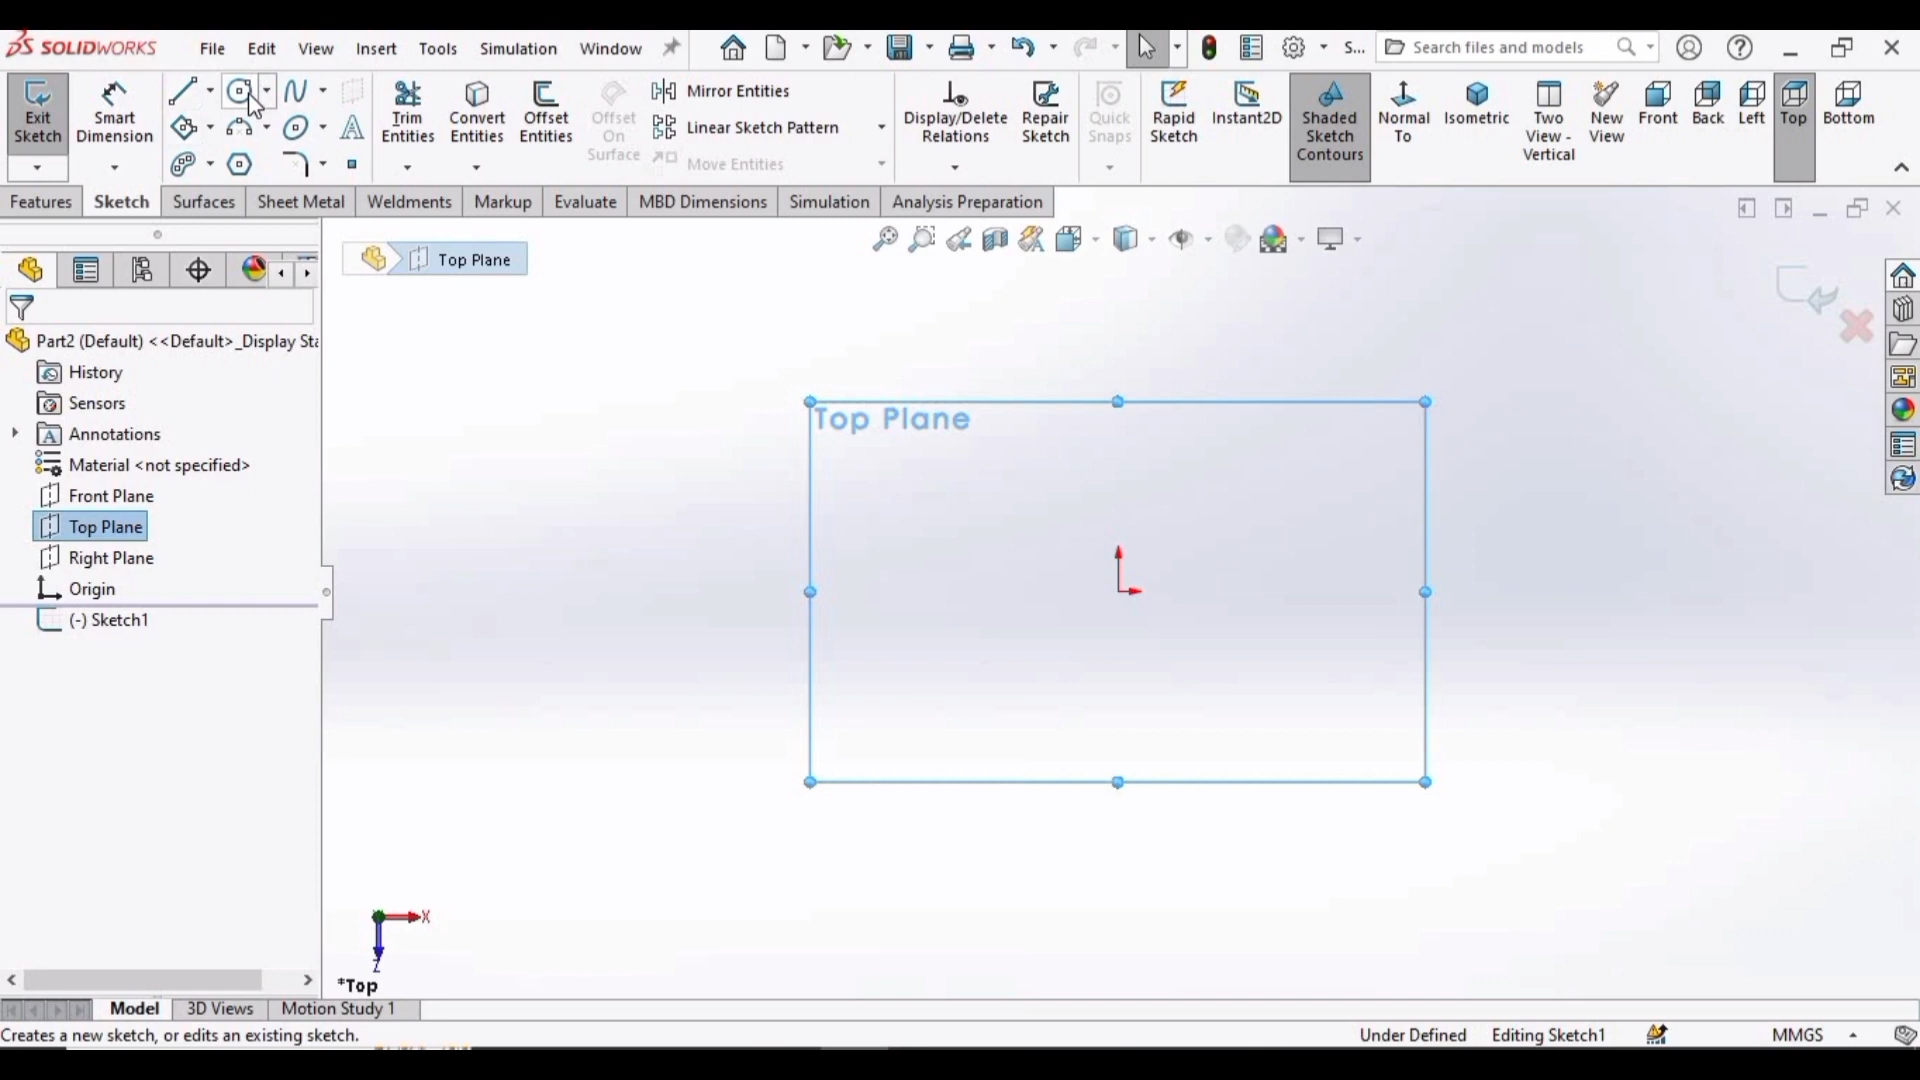 SOLIDWORKS File Edit View Insert Tools Simulation Window S... Search files and models
Exit Sketch
Smart Dimension
Trim Entities
Convert Entities
Offset Entities
Offset On Surface
Mirror Entities
Linear Sketch Pattern
Move Entities
Display/Delete Relations
Repair Sketch
Quick Snaps
Rapid Sketch
Instant2D
Shaded Sketch Contours
Normal To
Isometric
Two View - Vertical
New View
Front
Back
Left
Top
Bottom
Features Sketch Surfaces Sheet Metal Weldments Markup Evaluate MBD Dimensions Simulation Analysis Preparation
Top Plane
Part2 (Default) <<Default>_Display Sta
History
Sensors
Annotations
Material <not specified>
Front Plane
Top Plane
Right Plane
Origin
(-) Sketch1
Top Plane
X
Z
*Top
Model 3D Views Motion Study 1
Creates a new sketch, or edits an existing sketch. Under Defined Editing Sketch1 MMGS